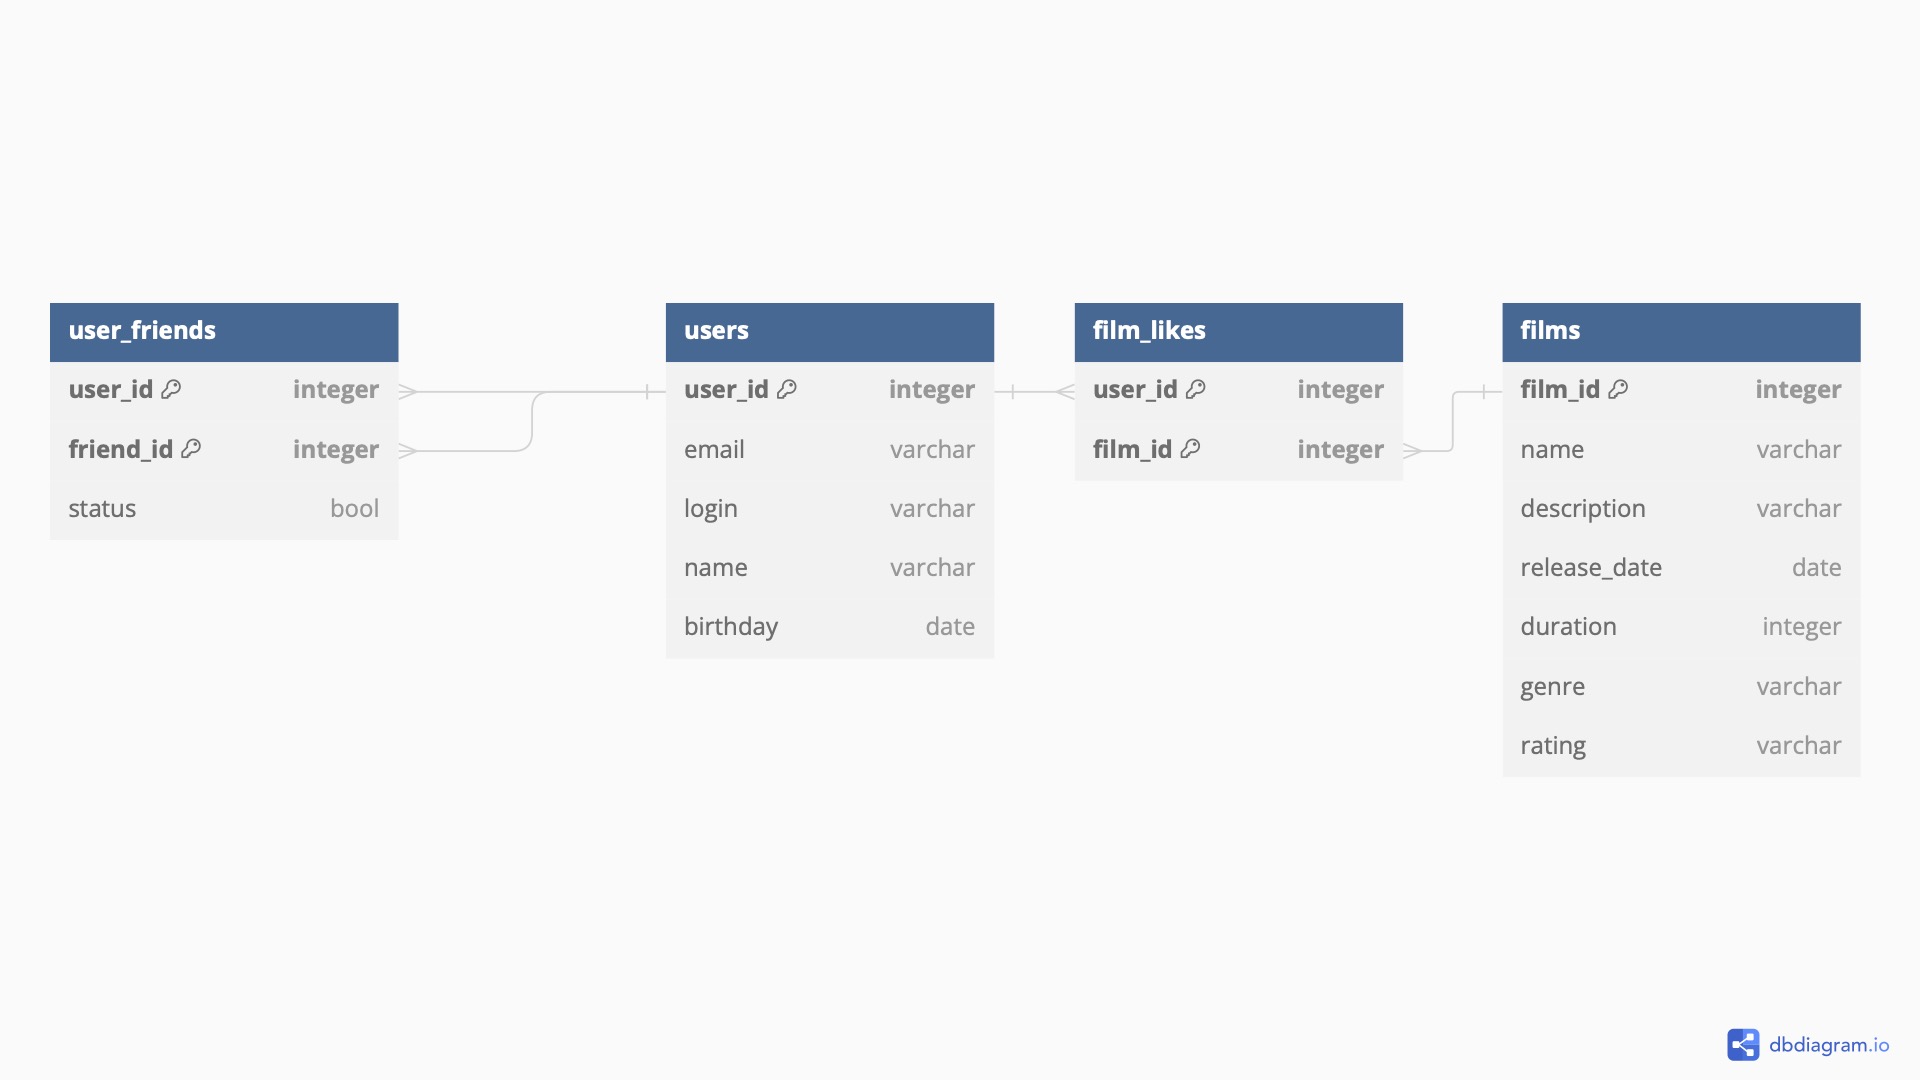 user_friends
user_id integer
friend_id integer
status bool
users
user_id integer
email varchar
login varchar
name varchar
birthday date
film_likes
user_id integer
film_id integer
films
film_id integer
name varchar
description varchar
release_date date
duration integer
genre varchar
rating varchar
dbdiagram.io